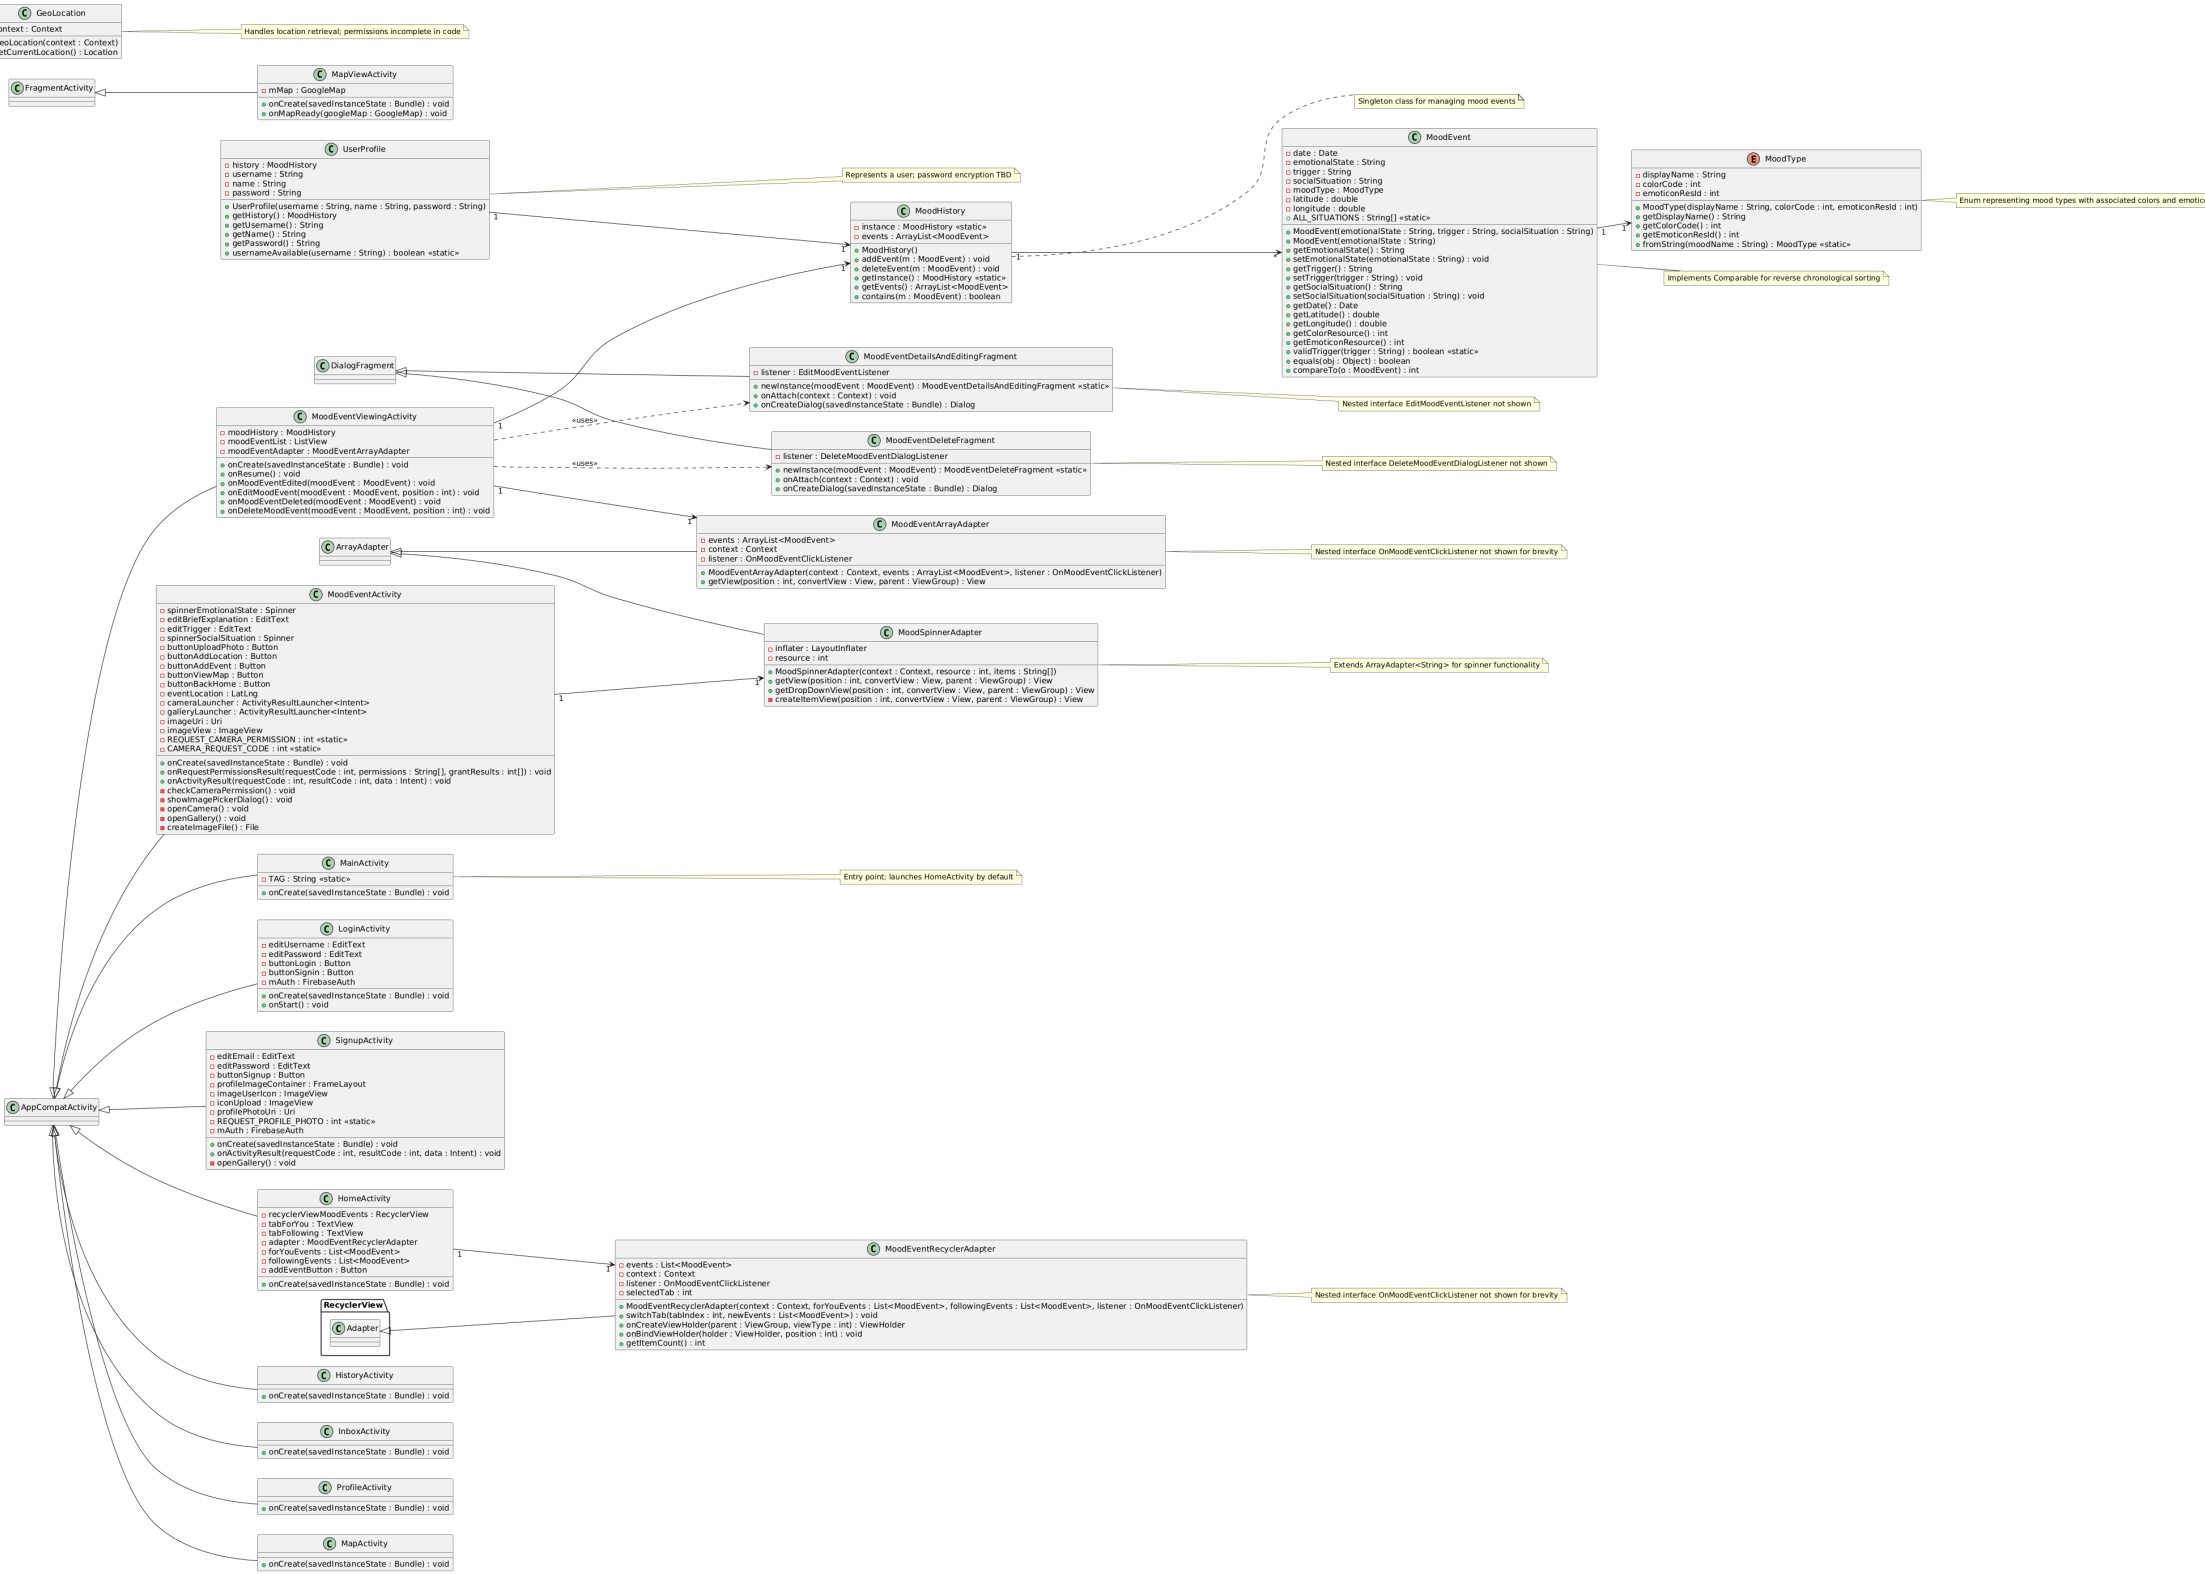 C GeoLocation
context : Context
GeoLocation(context : Context)
getCurrentLocation() : Location
Handles location retrieval; permissions incomplete in code
C FragmentActivity
C MapViewActivity
mMap : GoogleMap
onCreate(savedInstanceState : Bundle) : void
onMapReady(googleMap : GoogleMap) : void
C UserProfile
history : MoodHistory
username : String
name : String
password : String
UserProfile(username : String, name : String, password : String)
getHistory() : MoodHistory
getUsername() : String
getName() : String
getPassword() : String
usernameAvailable(username : String) : boolean «static»
1
Represents a user; password encryption TBD
C MoodHistory
instance : MoodHistory «static»
events : ArrayList<MoodEvent>
MoodHistory()
addEvent(m : MoodEvent) : void
deleteEvent(m : MoodEvent) : void
getInstance() : MoodHistory «static»
getEvents() : ArrayList<MoodEvent>
contains(m : MoodEvent) : boolean
1
1
1
*
Singleton class for managing mood events
C MoodEvent
date : Date
emotionalState : String
trigger : String
socialSituation : String
moodType : MoodType
latitude : double
longitude : double
ALL_SITUATIONS : String[] «static»
MoodEvent(emotionalState : String, trigger : String, socialSituation : String)
MoodEvent(emotionalState : String)
getEmotionalState() : String
setEmotionalState(emotionalState : String) : void
getTrigger() : String
setTrigger(trigger : String) : void
getSocialSituation() : String
setSocialSituation(socialSituation : String) : void
getDate() : Date
getLatitude() : double
getLongitude() : double
getColorResource() : int
getEmoticonResource() : int
validTrigger(trigger : String) : boolean «static»
equals(obj : Object) : boolean
compareTo(o : MoodEvent) : int
1
1
E MoodType
displayName : String
colorCode : int
emoticonResId : int
MoodType(displayName : String, colorCode : int, emoticonResId : int)
getDisplayName() : String
getColorCode() : int
getEmoticonResId() : int
fromString(moodName : String) : MoodType «static»
Enum representing mood types with associated colors and emotico
Implements Comparable for reverse chronological sorting
C DialogFragment
C MoodEventDetailsAndEditingFragment
listener : EditMoodEventListener
newInstance(moodEvent : MoodEvent) : MoodEventDetailsAndEditingFragment «static»
onAttach(context : Context) : void
onCreateDialog(savedInstanceState : Bundle) : Dialog
Nested interface EditMoodEventListener not shown
C MoodEventViewingActivity
moodHistory : MoodHistory
moodEventList : ListView
moodEventAdapter : MoodEventArrayAdapter
onCreate(savedInstanceState : Bundle) : void
onResume() : void
onMoodEventEdited(moodEvent : MoodEvent) : void
onEditMoodEvent(moodEvent : MoodEvent, position : int) : void
onMoodEventDeleted(moodEvent : MoodEvent) : void
onDeleteMoodEvent(moodEvent : MoodEvent, position : int) : void
1
«uses»
«uses»
1
1
C MoodEventDeleteFragment
listener : DeleteMoodEventDialogListener
newInstance(moodEvent : MoodEvent) : MoodEventDeleteFragment «static»
onAttach(context : Context) : void
onCreateDialog(savedInstanceState : Bundle) : Dialog
Nested interface DeleteMoodEventDialogListener not shown
C ArrayAdapter
C MoodEventArrayAdapter
events : ArrayList<MoodEvent>
context : Context
listener : OnMoodEventClickListener
MoodEventArrayAdapter(context : Context, events : ArrayList<MoodEvent>, listener : OnMoodEventClickListener)
getView(position : int, convertView : View, parent : ViewGroup) : View
Nested interface OnMoodEventClickListener not shown for brevity
C MoodEventActivity
spinnerEmotionalState : Spinner
editBriefExplanation : EditText
editTrigger : EditText
spinnerSocialSituation : Spinner
buttonUploadPhoto : Button
buttonAddLocation : Button
buttonAddEvent : Button
buttonViewMap : Button
buttonBackHome : Button
eventLocation : LatLng
cameraLauncher : ActivityResultLauncher<Intent>
galleryLauncher : ActivityResultLauncher<Intent>
imageUri : Uri
imageView : ImageView
REQUEST_CAMERA_PERMISSION : int «static»
CAMERA_REQUEST_CODE : int «static»
onCreate(savedInstanceState : Bundle) : void
onRequestPermissionsResult(requestCode : int, permissions : String[], grantResults : int[]) : void
onActivityResult(requestCode : int, resultCode : int, data : Intent) : void
checkCameraPermission() : void
showImagePickerDialog() : void
openCamera() : void
openGallery() : void
createImageFile() : File
1
1
C MoodSpinnerAdapter
inflater : LayoutInflater
resource : int
MoodSpinnerAdapter(context : Context, resource : int, items : String[])
getView(position : int, convertView : View, parent : ViewGroup) : View
getDropDownView(position : int, convertView : View, parent : ViewGroup) : View
createItemView(position : int, convertView : View, parent : ViewGroup) : View
Extends ArrayAdapter<String> for spinner functionality
C MainActivity
TAG : String «static»
onCreate(savedInstanceState : Bundle) : void
Entry point; launches HomeActivity by default
C LoginActivity
editUsername : EditText
editPassword : EditText
buttonLogin : Button
buttonSignin : Button
mAuth : FirebaseAuth
onCreate(savedInstanceState : Bundle) : void
onStart() : void
C AppCompatActivity
C SignupActivity
editEmail : EditText
editPassword : EditText
buttonSignup : Button
profileImageContainer : FrameLayout
imageUserIcon : ImageView
iconUpload : ImageView
profilePhotoUri : Uri
REQUEST_PROFILE_PHOTO : int «static»
mAuth : FirebaseAuth
onCreate(savedInstanceState : Bundle) : void
onActivityResult(requestCode : int, resultCode : int, data : Intent) : void
openGallery() : void
C HomeActivity
recyclerViewMoodEvents : RecyclerView
tabForYou : TextView
tabFollowing : TextView
adapter : MoodEventRecyclerAdapter
forYouEvents : List<MoodEvent>
followingEvents : List<MoodEvent>
addEventButton : Button
onCreate(savedInstanceState : Bundle) : void
1
1
C MoodEventRecyclerAdapter
events : List<MoodEvent>
context : Context
listener : OnMoodEventClickListener
selectedTab : int
MoodEventRecyclerAdapter(context : Context, forYouEvents : List<MoodEvent>, followingEvents : List<MoodEvent>, listener : OnMoodEventClickListener)
switchTab(tabIndex : int, newEvents : List<MoodEvent>) : void
onCreateViewHolder(parent : ViewGroup, viewType : int) : ViewHolder
onBindViewHolder(holder : ViewHolder, position : int) : void
getItemCount() : int
Nested interface OnMoodEventClickListener not shown for brevity
RecyclerView
C Adapter
C HistoryActivity
onCreate(savedInstanceState : Bundle) : void
C InboxActivity
onCreate(savedInstanceState : Bundle) : void
C ProfileActivity
onCreate(savedInstanceState : Bundle) : void
C MapActivity
onCreate(savedInstanceState : Bundle) : void